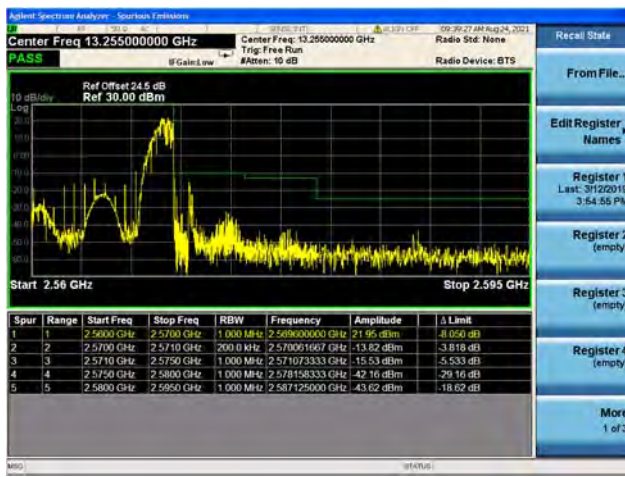 Agilent Spectrum Analyzer - Spurious Emissions
09:39:27 AM Aug 24, 2021
Center Freq 13.255000000 GHz
Center Freq: 13.255000000 GHz
Radio Std: None
PASS
IFGain:Low
Trig: Free Run
#Atten: 10 dB
Radio Device: BTS
10 dB/div
Log
Ref Offset 24.5 dB
Ref 30.00 dBm
Start 2.56 GHz
Stop 2.595 GHz
Spur Range Start Freq Stop Freq RBW Frequency Amplitude Δ Limit
1 1 2.5600 GHz 2.5700 GHz 1.000 MHz 2.569600000 GHz 21.95 dBm -8.050 dB
2 2 2.5700 GHz 2.5710 GHz 200.0 kHz 2.570061667 GHz -13.82 dBm -3.818 dB
3 3 2.5710 GHz 2.5750 GHz 1.000 MHz 2.571073333 GHz -15.53 dBm -5.533 dB
4 4 2.5750 GHz 2.5800 GHz 1.000 MHz 2.578158333 GHz -42.16 dBm -29.16 dB
5 5 2.5800 GHz 2.5950 GHz 1.000 MHz 2.587125000 GHz -43.62 dBm -18.62 dB
MSG
STATUS
Recall State
From File...
Edit Register
Names
Register 1
Last: 3/12/2019
3:54:55 PM
Register 2
(empty
Register 3
(empty
Register 4
(empty
More
1 of 3